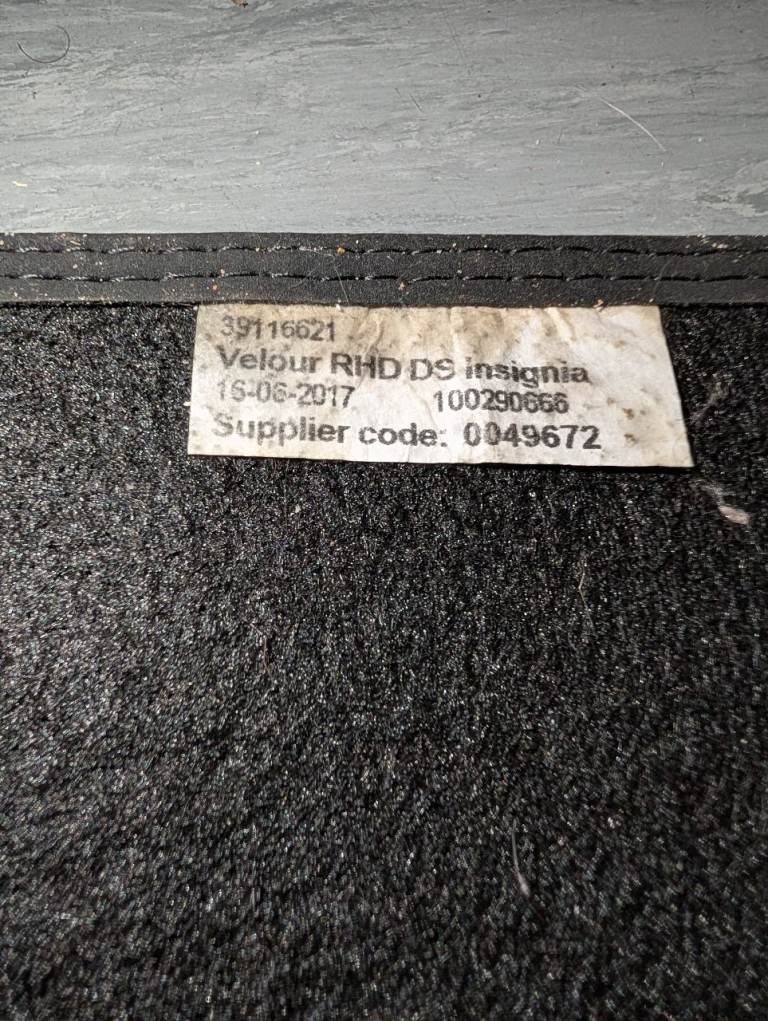 39116621
Velour RHD DS Insignia
16-06-2017 100290666
Supplier code: 0049672